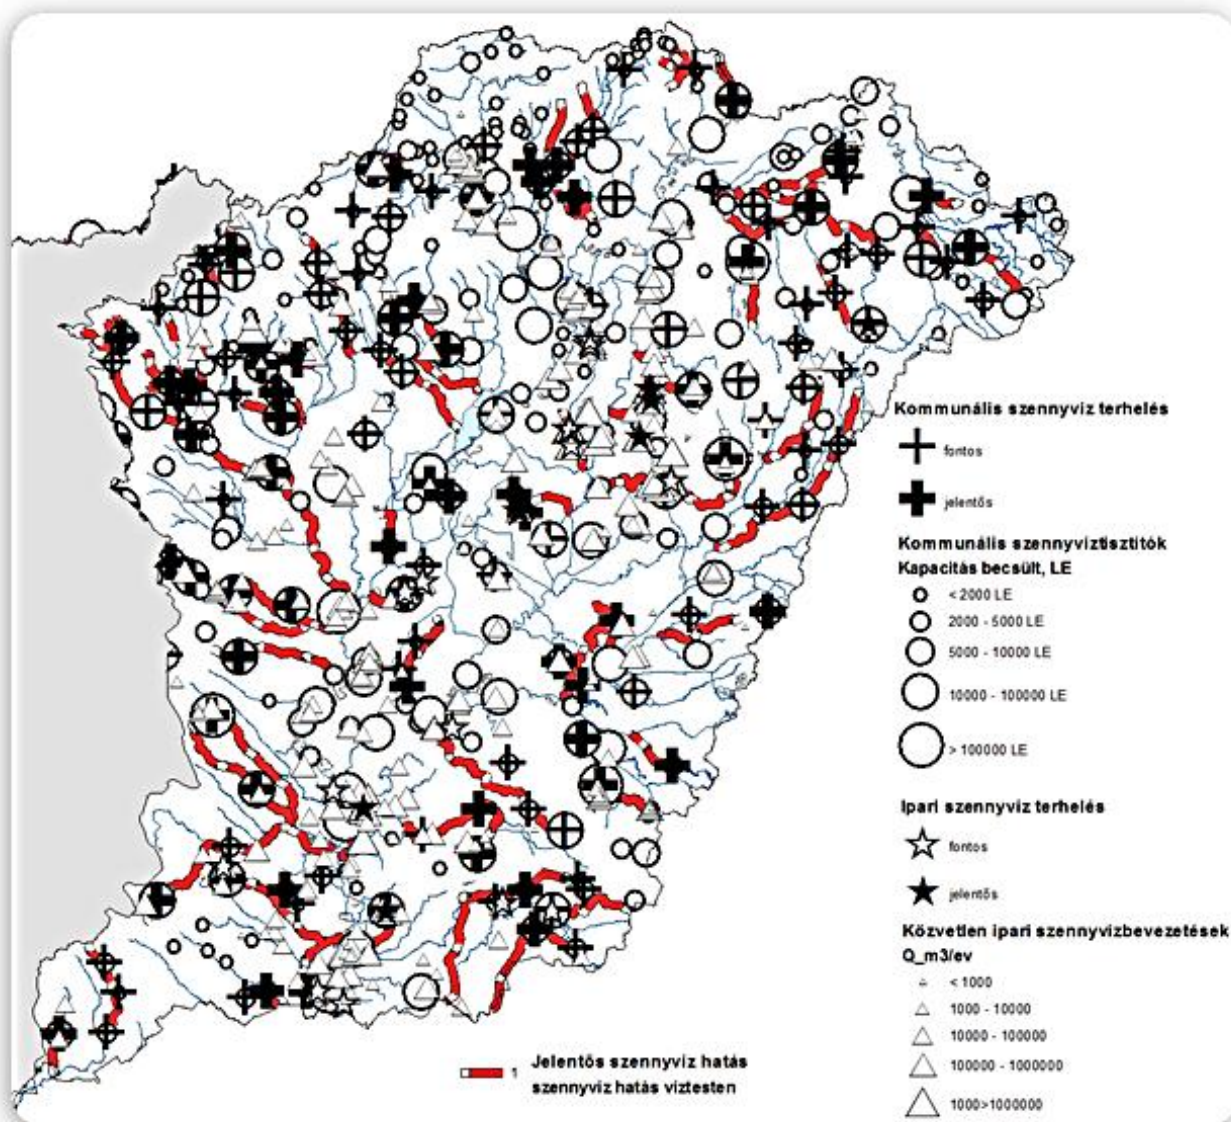 Kommunális szennyvíz terhelés
fontos
jelentős
Kommunális szennyvíztisztítók
Kapacitás becsült, LE
< 2000 LE
2000 - 5000 LE
5000 - 10000 LE
10000 - 100000 LE
> 100000 LE
Ipari szennyvíz terhelés
fontos
jelentős
Közvetlen ipari szennyvízbevezetések
Q_m3/ev
< 1000
1000 - 10000
10000 - 100000
100000 - 1000000
1000>1000000
1 Jelentős szennyvíz hatás
szennyvíz hatás víztesten